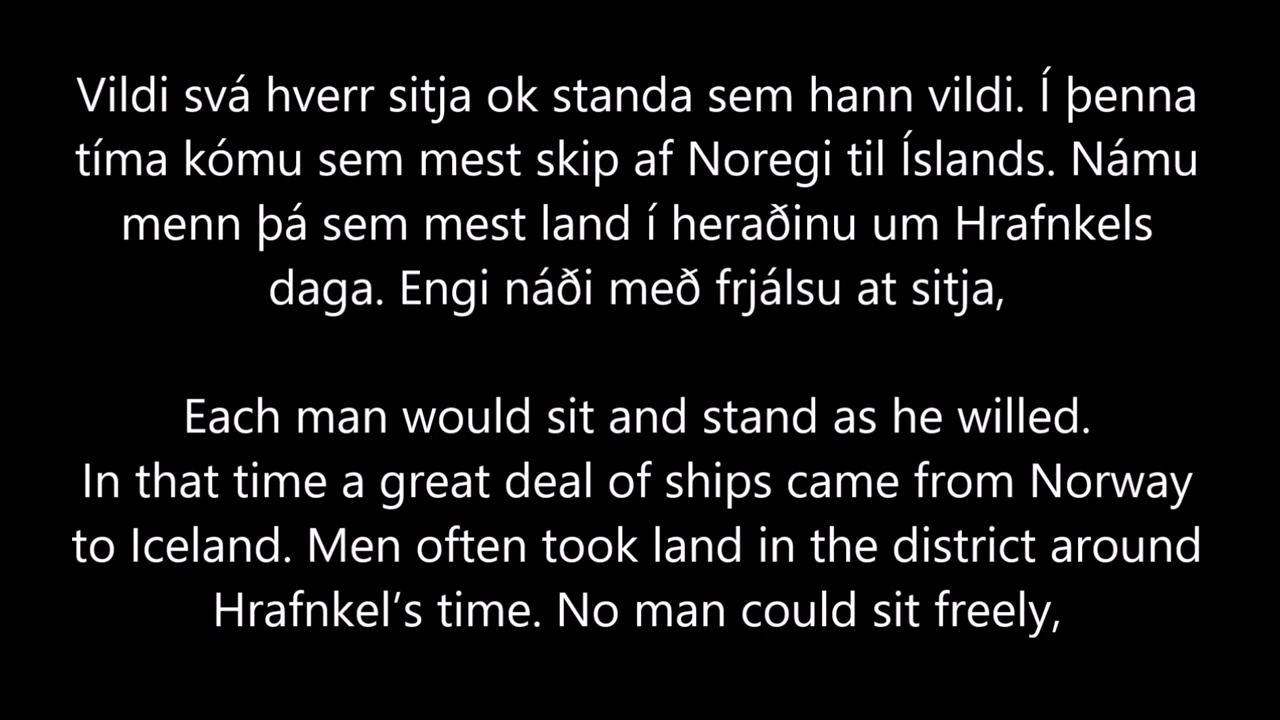 Vildi svá hverr sitja ok standa sem hann vildi. Í þenna
tíma kómu sem mest skip af Noregi til Íslands. Námu
menn þá sem mest land í heraðinu um Hrafnkels
daga. Engi náði með frjálsu at sitja,
Each man would sit and stand as he willed.
In that time a great deal of ships came from Norway
to Iceland. Men often took land in the district around
Hrafnkel’s time. No man could sit freely,